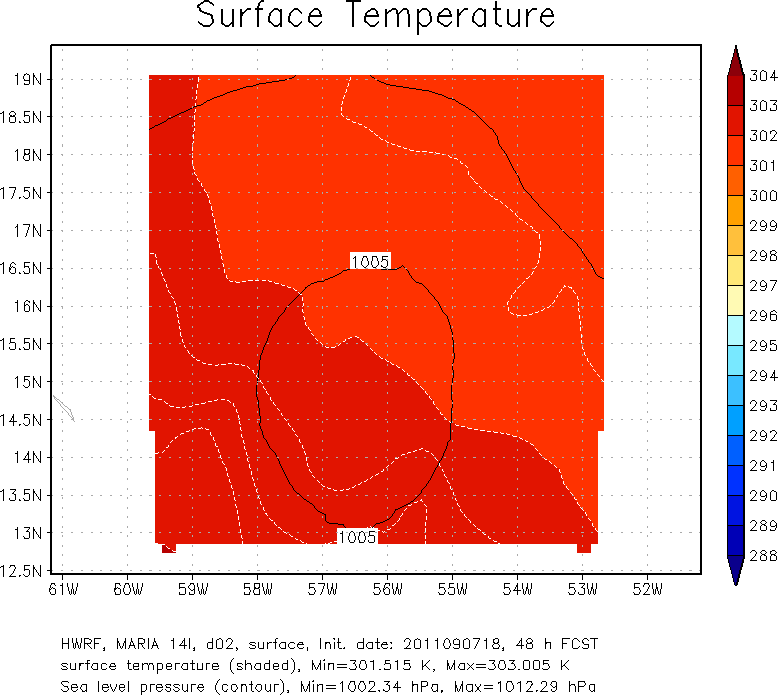 Surface Temperature
19N
18.5N
18N
17.5N
17N
16.5N
16N
15.5N
15N
14.5N
14N
13.5N
13N
12.5N
1005
1005
61W 60W 59W 58W 57W 56W 55W 54W 53W 52W
304
303
302
301
300
299
298
297
296
295
294
293
292
291
290
289
288
HWRF, MARIA 14l, d02, surface, Init. date: 2011090718, 48 h FCST
surface temperature (shaded), Min=301.515 K, Max=303.005 K
Sea level pressure (contour), Min=1002.34 hPa, Max=1012.29 hPa